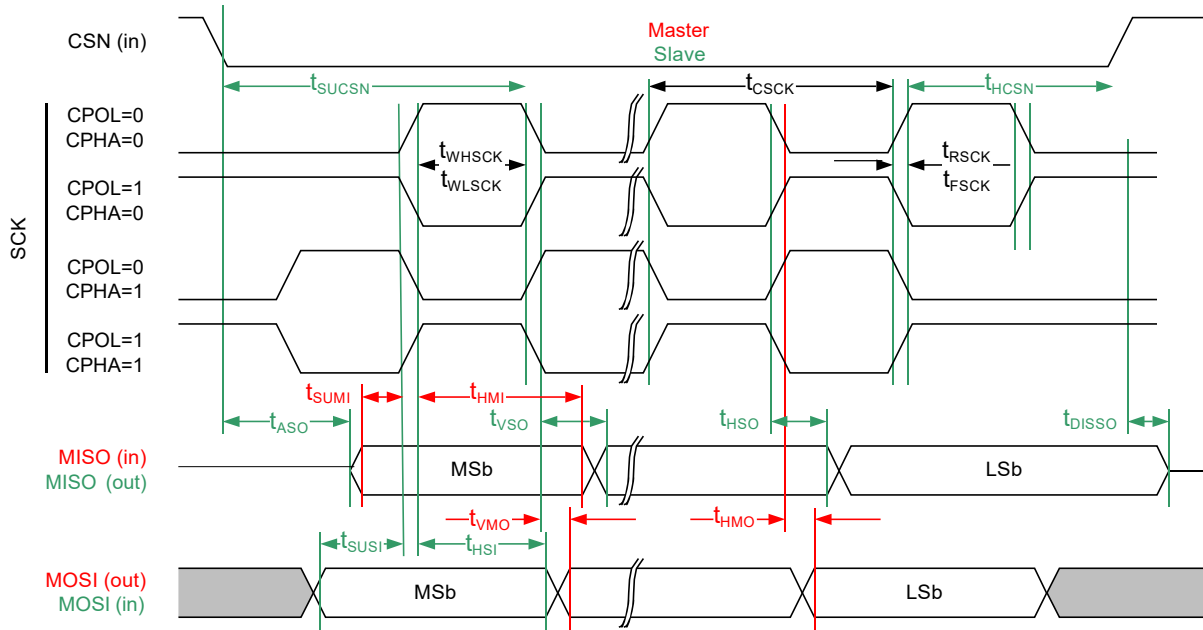 CSN (in)
Master
Slave
tSUCSN
tCSCK
tHCSN
SCK
CPOL=0
CPHA=0
tWHSCK
tWLSCK
tRSCK
tFSCK
CPOL=1
CPHA=0
CPOL=0
CPHA=1
CPOL=1
CPHA=1
tSUMI
tHMI
tASO
tVSO
tHSO
tDISSO
MISO (in)
MISO (out)
MSb
LSb
tVMO
tHMO
tSUSI
tHSI
MOSI (out)
MOSI (in)
MSb
LSb